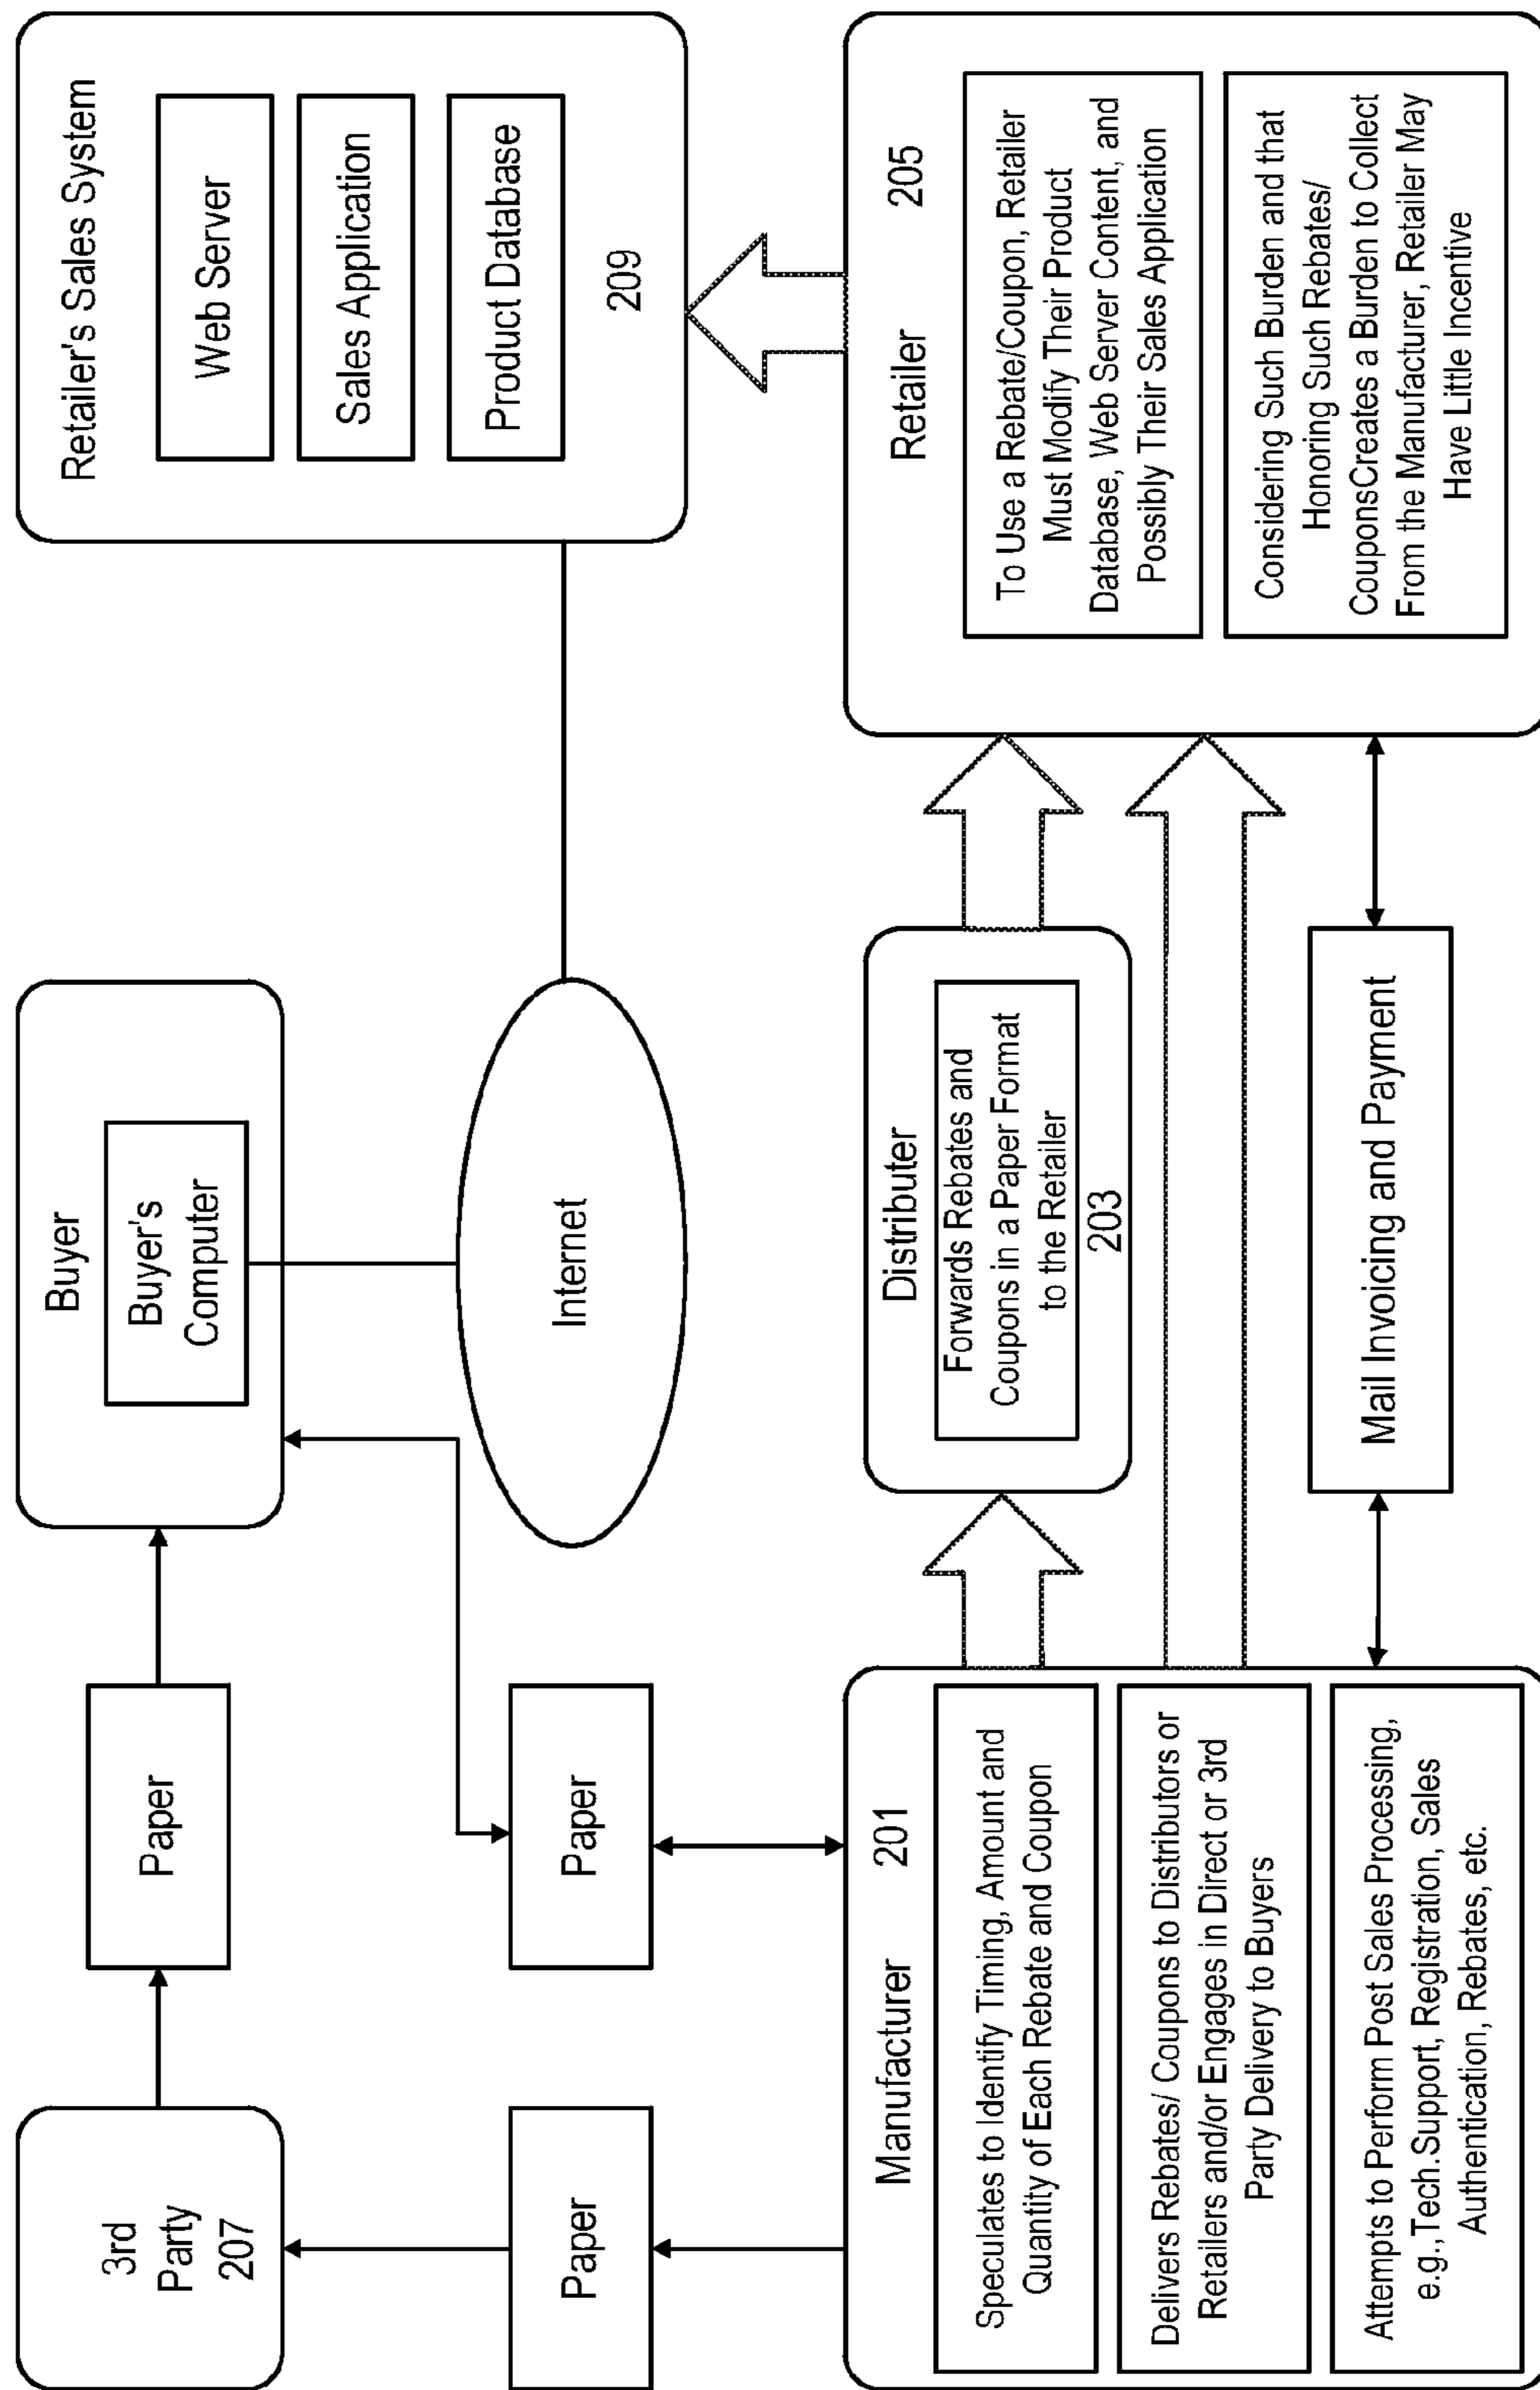 3rd
Party
207
Paper
Buyer
Buyer's
Computer
Retailer's Sales System
Web Server
Sales Application
Product Database
209
Paper
Paper
Internet
Manufacturer 201
Speculates to Identify Timing, Amount and
Quantity of Each Rebate and Coupon
Delivers Rebates/ Coupons to Distributors or
Retailers and/or Engages in Direct or 3rd
Party Delivery to Buyers
Attempts to Perform Post Sales Processing,
e.g.,Tech.Support, Registration, Sales
Authentication, Rebates, etc.
Distributer
Forwards Rebates and
Coupons in a Paper Format
to the Retailer
203
Mail Invoicing and Payment
Retailer 205
To Use a Rebate/Coupon, Retailer
Must Modify Their Product
Database, Web Server Content, and
Possibly Their Sales Application
Considering Such Burden and that
Honoring Such Rebates/
CouponsCreates a Burden to Collect
From the Manufacturer, Retailer May
Have Little Incentive